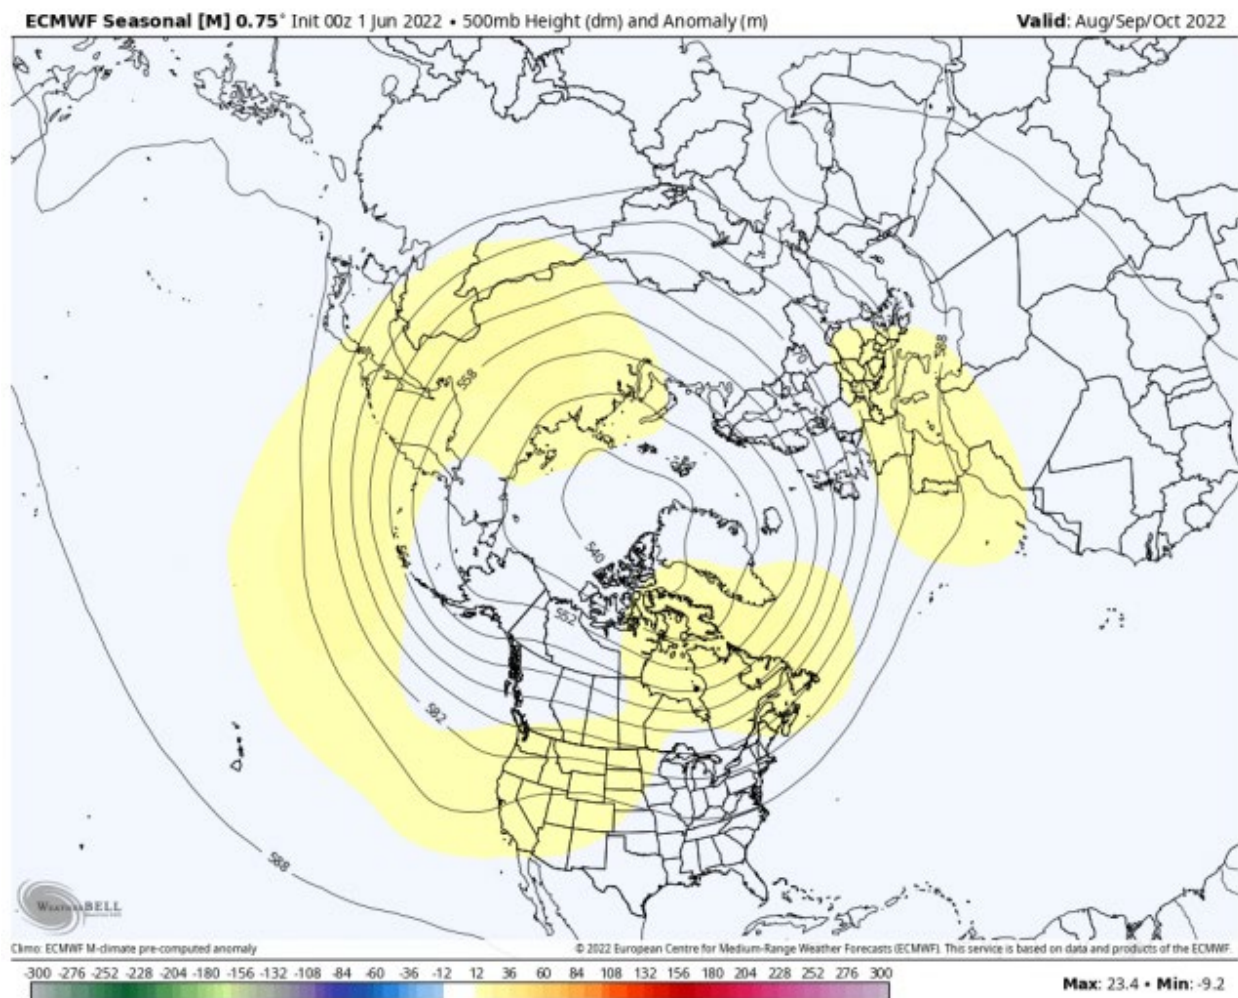 ECMWF Seasonal [M] 0.75° Init 00z 1 Jun 2022 • 500mb Height (dm) and Anomaly (m) Valid: Aug/Sep/Oct 2022
558
588
540
552
582
588
WEATHERBELL
Climo: ECMWF M-climate pre-computed anomaly © 2022 European Centre for Medium-Range Weather Forecasts (ECMWF). This service is based on data and products of the ECMWF.
-300 -276 -252 -228 -204 -180 -156 -132 -108 -84 -60 -36 -12 12 36 60 84 108 132 156 180 204 228 252 276 300
Max: 23.4 • Min: -9.2